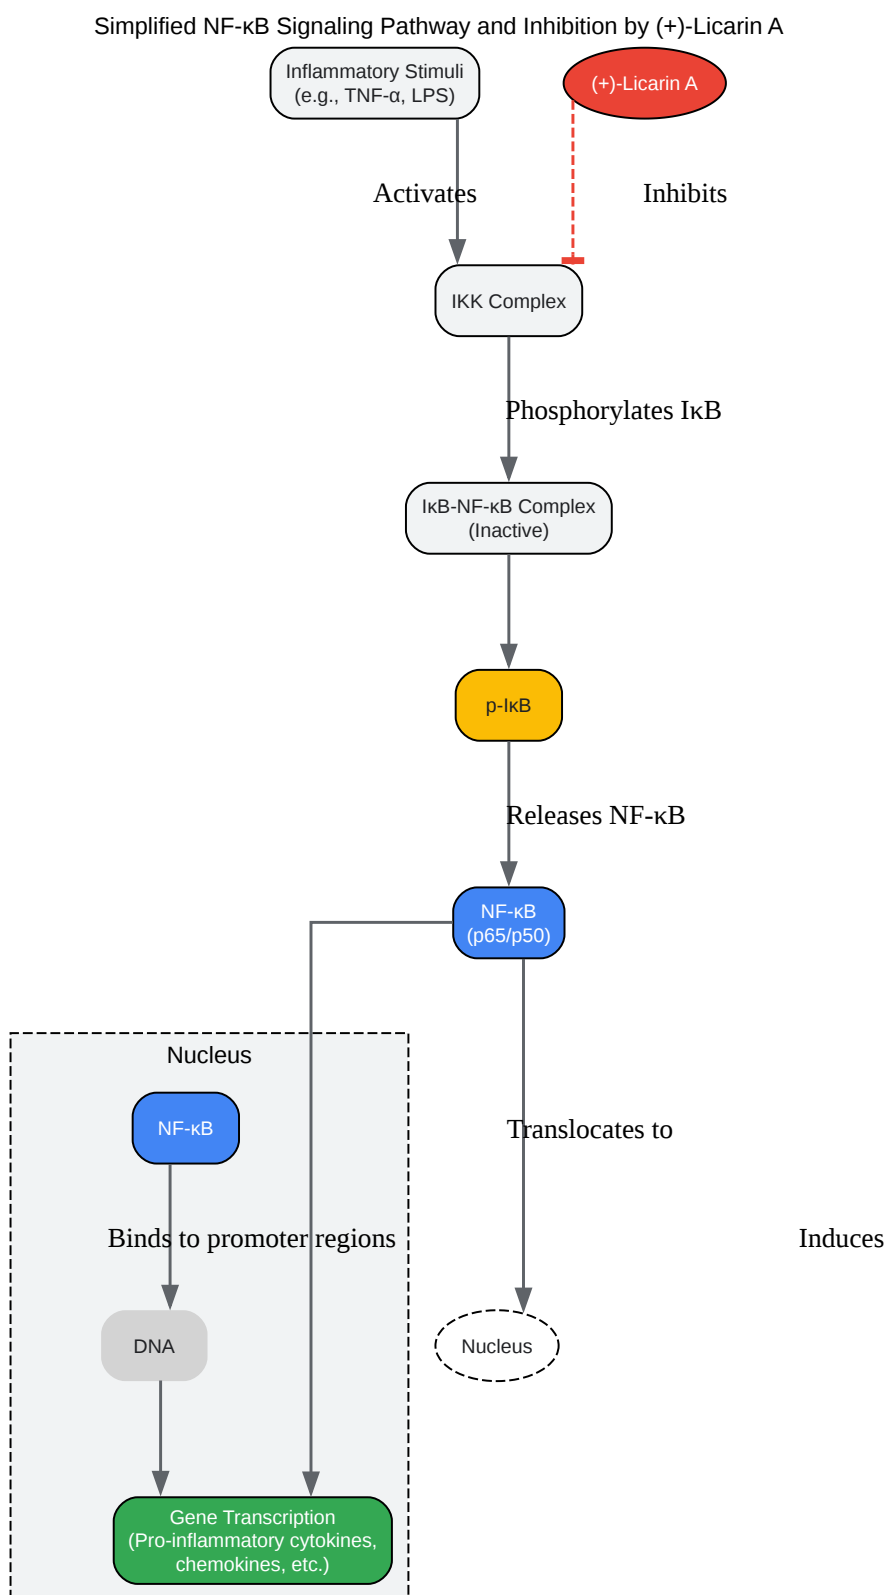 Simplified NF-κB Signaling Pathway and Inhibition by (+)-Licarin A
Inflammatory Stimuli
(e.g., TNF-α, LPS)
(+)-Licarin A
Activates
Inhibits
IKK Complex
Phosphorylates IκB
IκB-NF-κB Complex
(Inactive)
p-IκB
Releases NF-κB
NF-κB
(p65/p50)
Nucleus
NF-κB
Translocates to
Binds to promoter regions
Induces
DNA
Nucleus
Gene Transcription
(Pro-inflammatory cytokines,
chemokines, etc.)